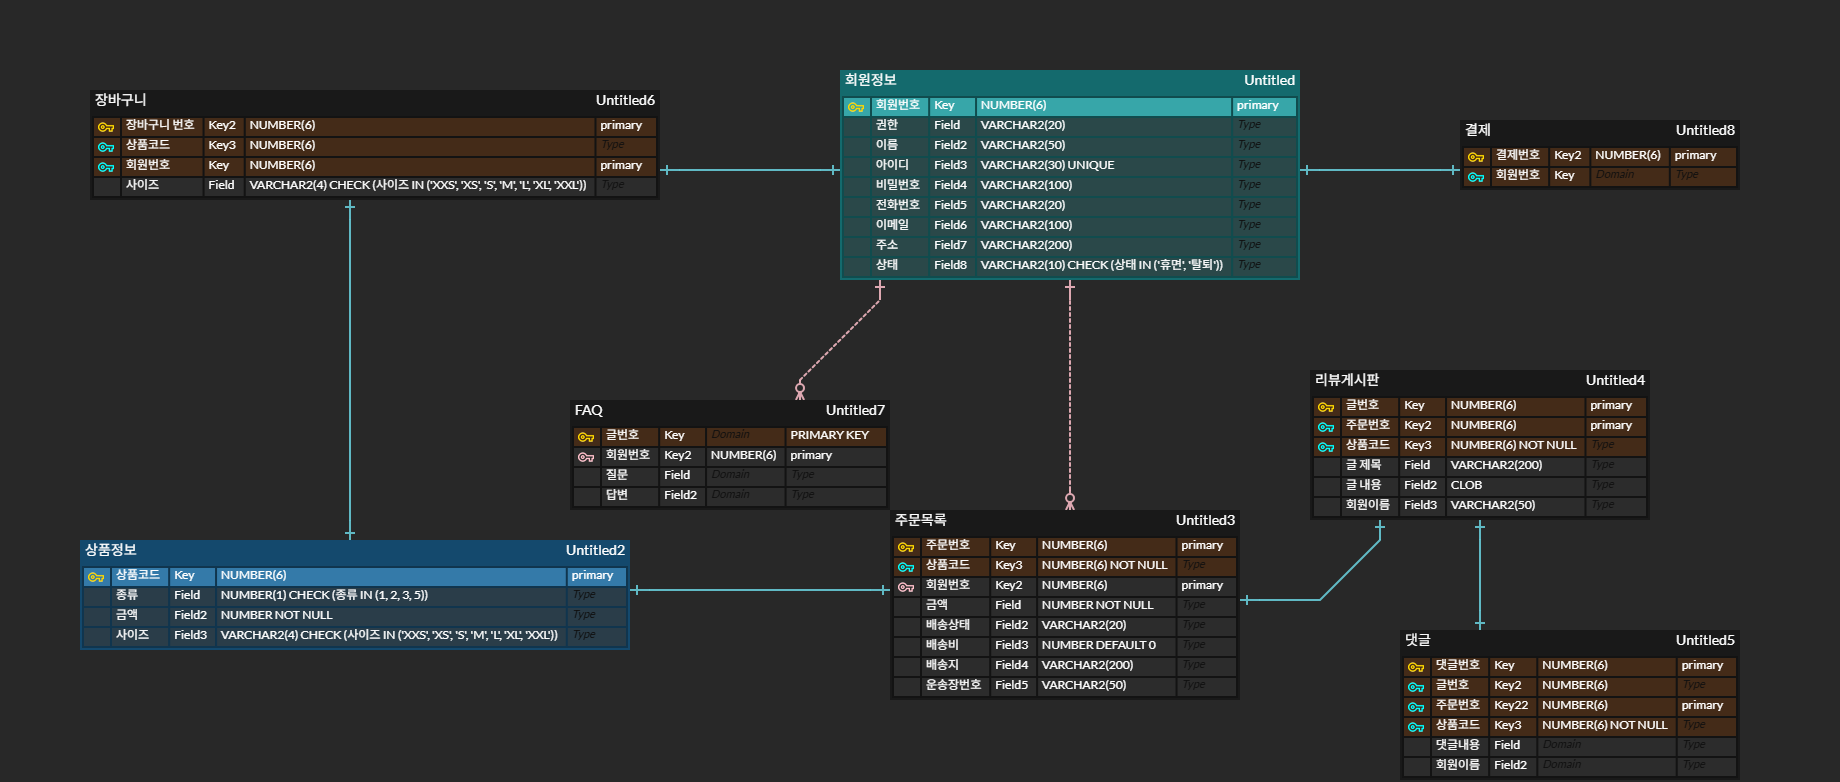 장바구니 Untitled6
장바구니 번호 Key2 NUMBER(6) primary
상품코드 Key3 NUMBER(6) Type
회원번호 Key NUMBER(6) primary
사이즈 Field VARCHAR2(4) CHECK (사이즈 IN ('XXS', 'XS', 'S', 'M', 'L', 'XL', 'XXL')) Type
회원정보 Untitled
회원번호 Key NUMBER(6) primary
권한 Field VARCHAR2(20) Type
이름 Field2 VARCHAR2(50) Type
아이디 Field3 VARCHAR2(30) UNIQUE Type
비밀번호 Field4 VARCHAR2(100) Type
전화번호 Field5 VARCHAR2(20) Type
이메일 Field6 VARCHAR2(100) Type
주소 Field7 VARCHAR2(200) Type
상태 Field8 VARCHAR2(10) CHECK (상태 IN ('휴면', '탈퇴')) Type
결제 Untitled8
결제번호 Key2 NUMBER(6) primary
회원번호 Key Domain Type
FAQ Untitled7
글번호 Key Domain PRIMARY KEY
회원번호 Key2 NUMBER(6) primary
질문 Field Domain Type
답변 Field2 Domain Type
리뷰게시판 Untitled4
글번호 Key NUMBER(6) primary
주문번호 Key2 NUMBER(6) primary
상품코드 Key3 NUMBER(6) NOT NULL Type
글 제목 Field VARCHAR2(200) Type
글 내용 Field2 CLOB Type
회원이름 Field3 VARCHAR2(50) Type
상품정보 Untitled2
상품코드 Key NUMBER(6) primary
종류 Field NUMBER(1) CHECK (종류 IN (1, 2, 3, 5)) Type
금액 Field2 NUMBER NOT NULL Type
사이즈 Field3 VARCHAR2(4) CHECK (사이즈 IN ('XXS', 'XS', 'S', 'M', 'L', 'XL', 'XXL')) Type
주문목록 Untitled3
주문번호 Key NUMBER(6) primary
상품코드 Key3 NUMBER(6) NOT NULL Type
회원번호 Key2 NUMBER(6) primary
금액 Field NUMBER NOT NULL Type
배송상태 Field2 VARCHAR2(20) Type
배송비 Field3 NUMBER DEFAULT 0 Type
배송지 Field4 VARCHAR2(200) Type
운송장번호 Field5 VARCHAR2(50) Type
댓글 Untitled5
댓글번호 Key NUMBER(6) primary
글번호 Key2 NUMBER(6) Type
주문번호 Key22 NUMBER(6) primary
상품코드 Key3 NUMBER(6) NOT NULL Type
댓글내용 Field Domain Type
회원이름 Field2 Domain Type